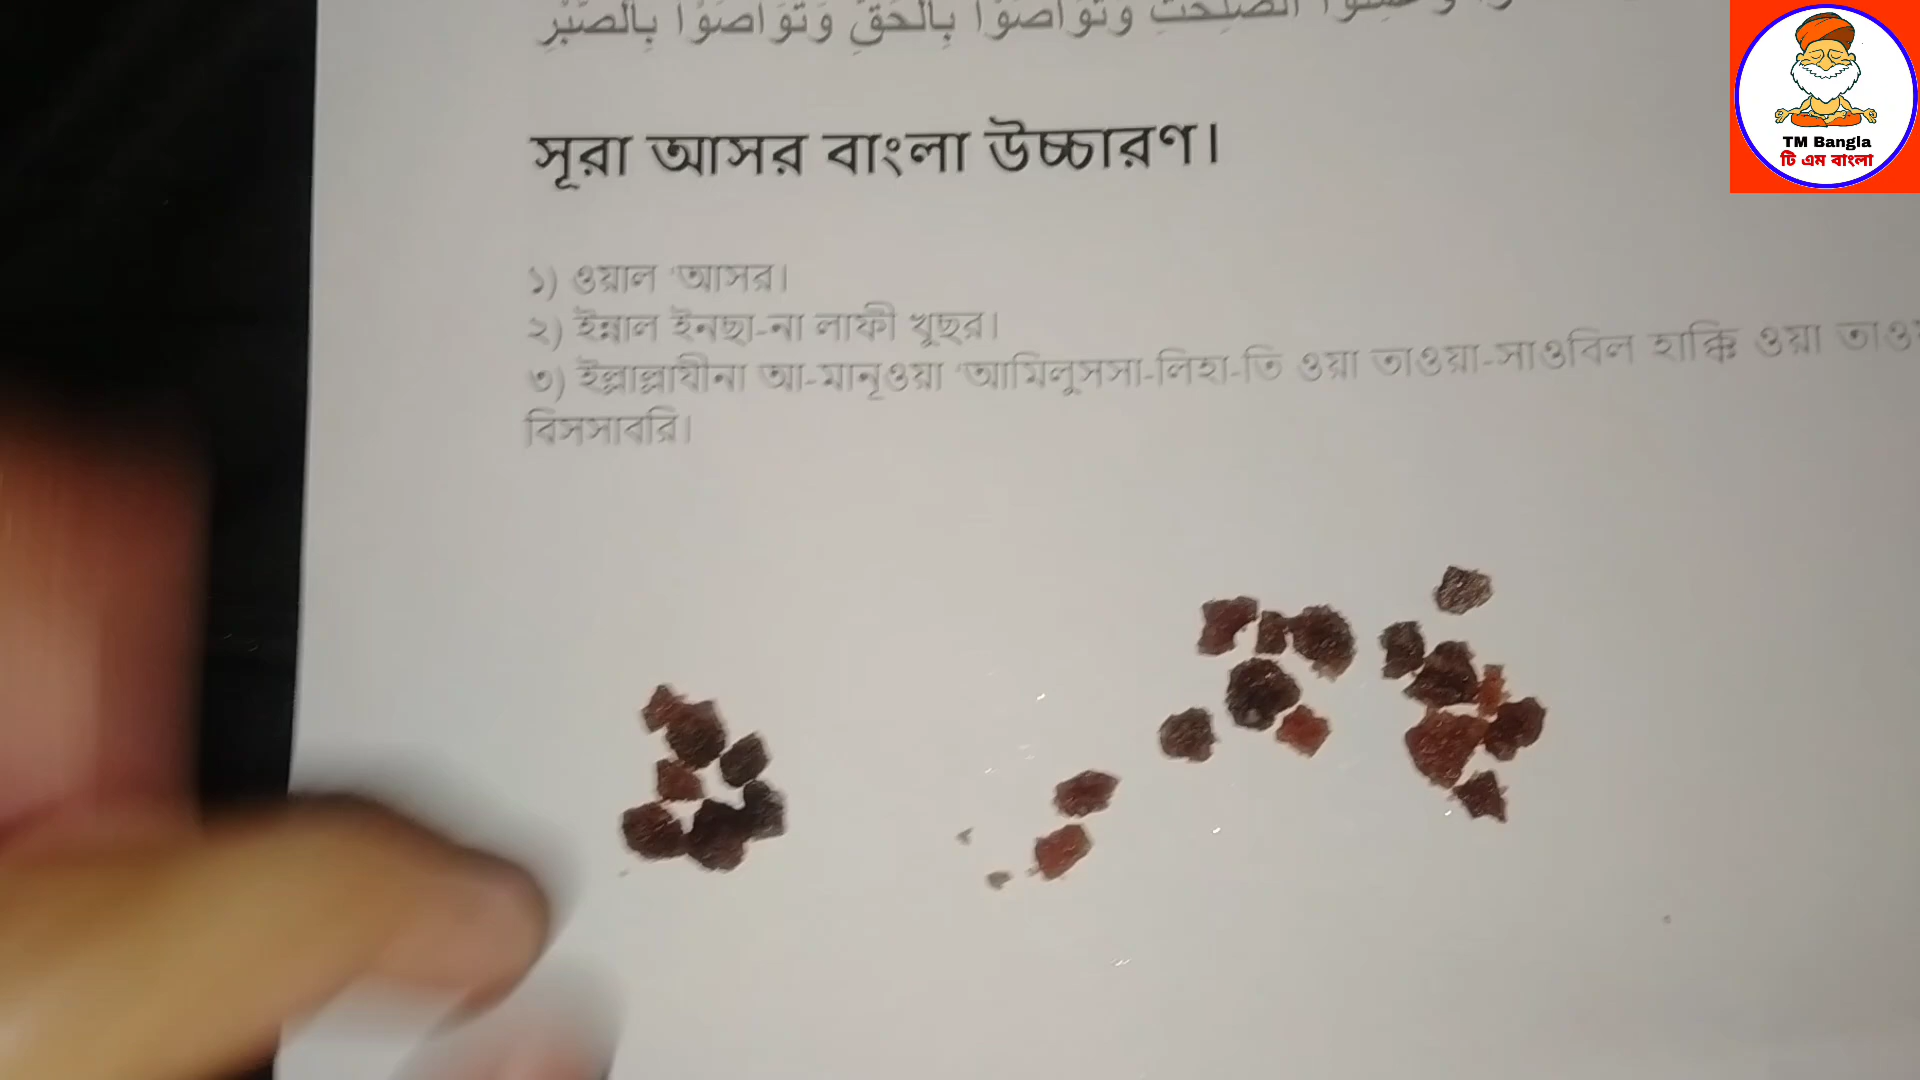 وَتَوَاصَوْا بِالْحَقِّ وَتَوَاصَوْا بِالصَّبْرِ
TM Bangla
টি এম বাংলা
সূরা আসর বাংলা উচ্চারণ।
১) ওয়াল ‘আসর।
২) ইন্নাল ইনছা-না লাফী খুছর।
৩) ইল্লাল্লাযীনা আ-মানূওয়া ‘আমিলুসসা-লিহা-তি ওয়া তাওয়া-সাওবিল হাক্কি ওয়া
বিসসাবরি।